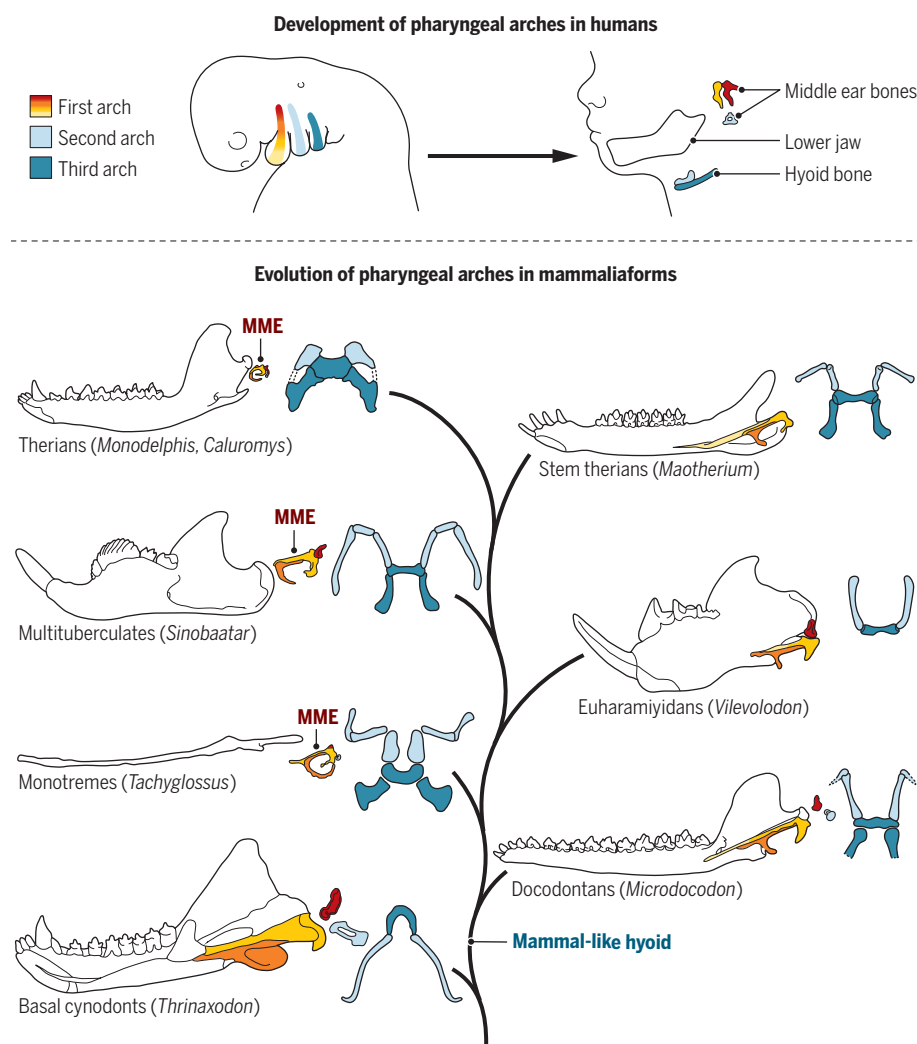 Development of pharyngeal arches in humans
First arch
Second arch
Third arch
Middle ear bones
Lower jaw
Hyoid bone
Evolution of pharyngeal arches in mammaliaforms
MME
Therians (Monodelphis, Caluromys)
Stem therians (Maotherium)
MME
Multituberculates (Sinobaatar)
Euharamiyidans (Vilevolodon)
MME
Monotremes (Tachyglossus)
Docodontans (Microdocodon)
Mammal-like hyoid
Basal cynodonts (Thrinaxodon)